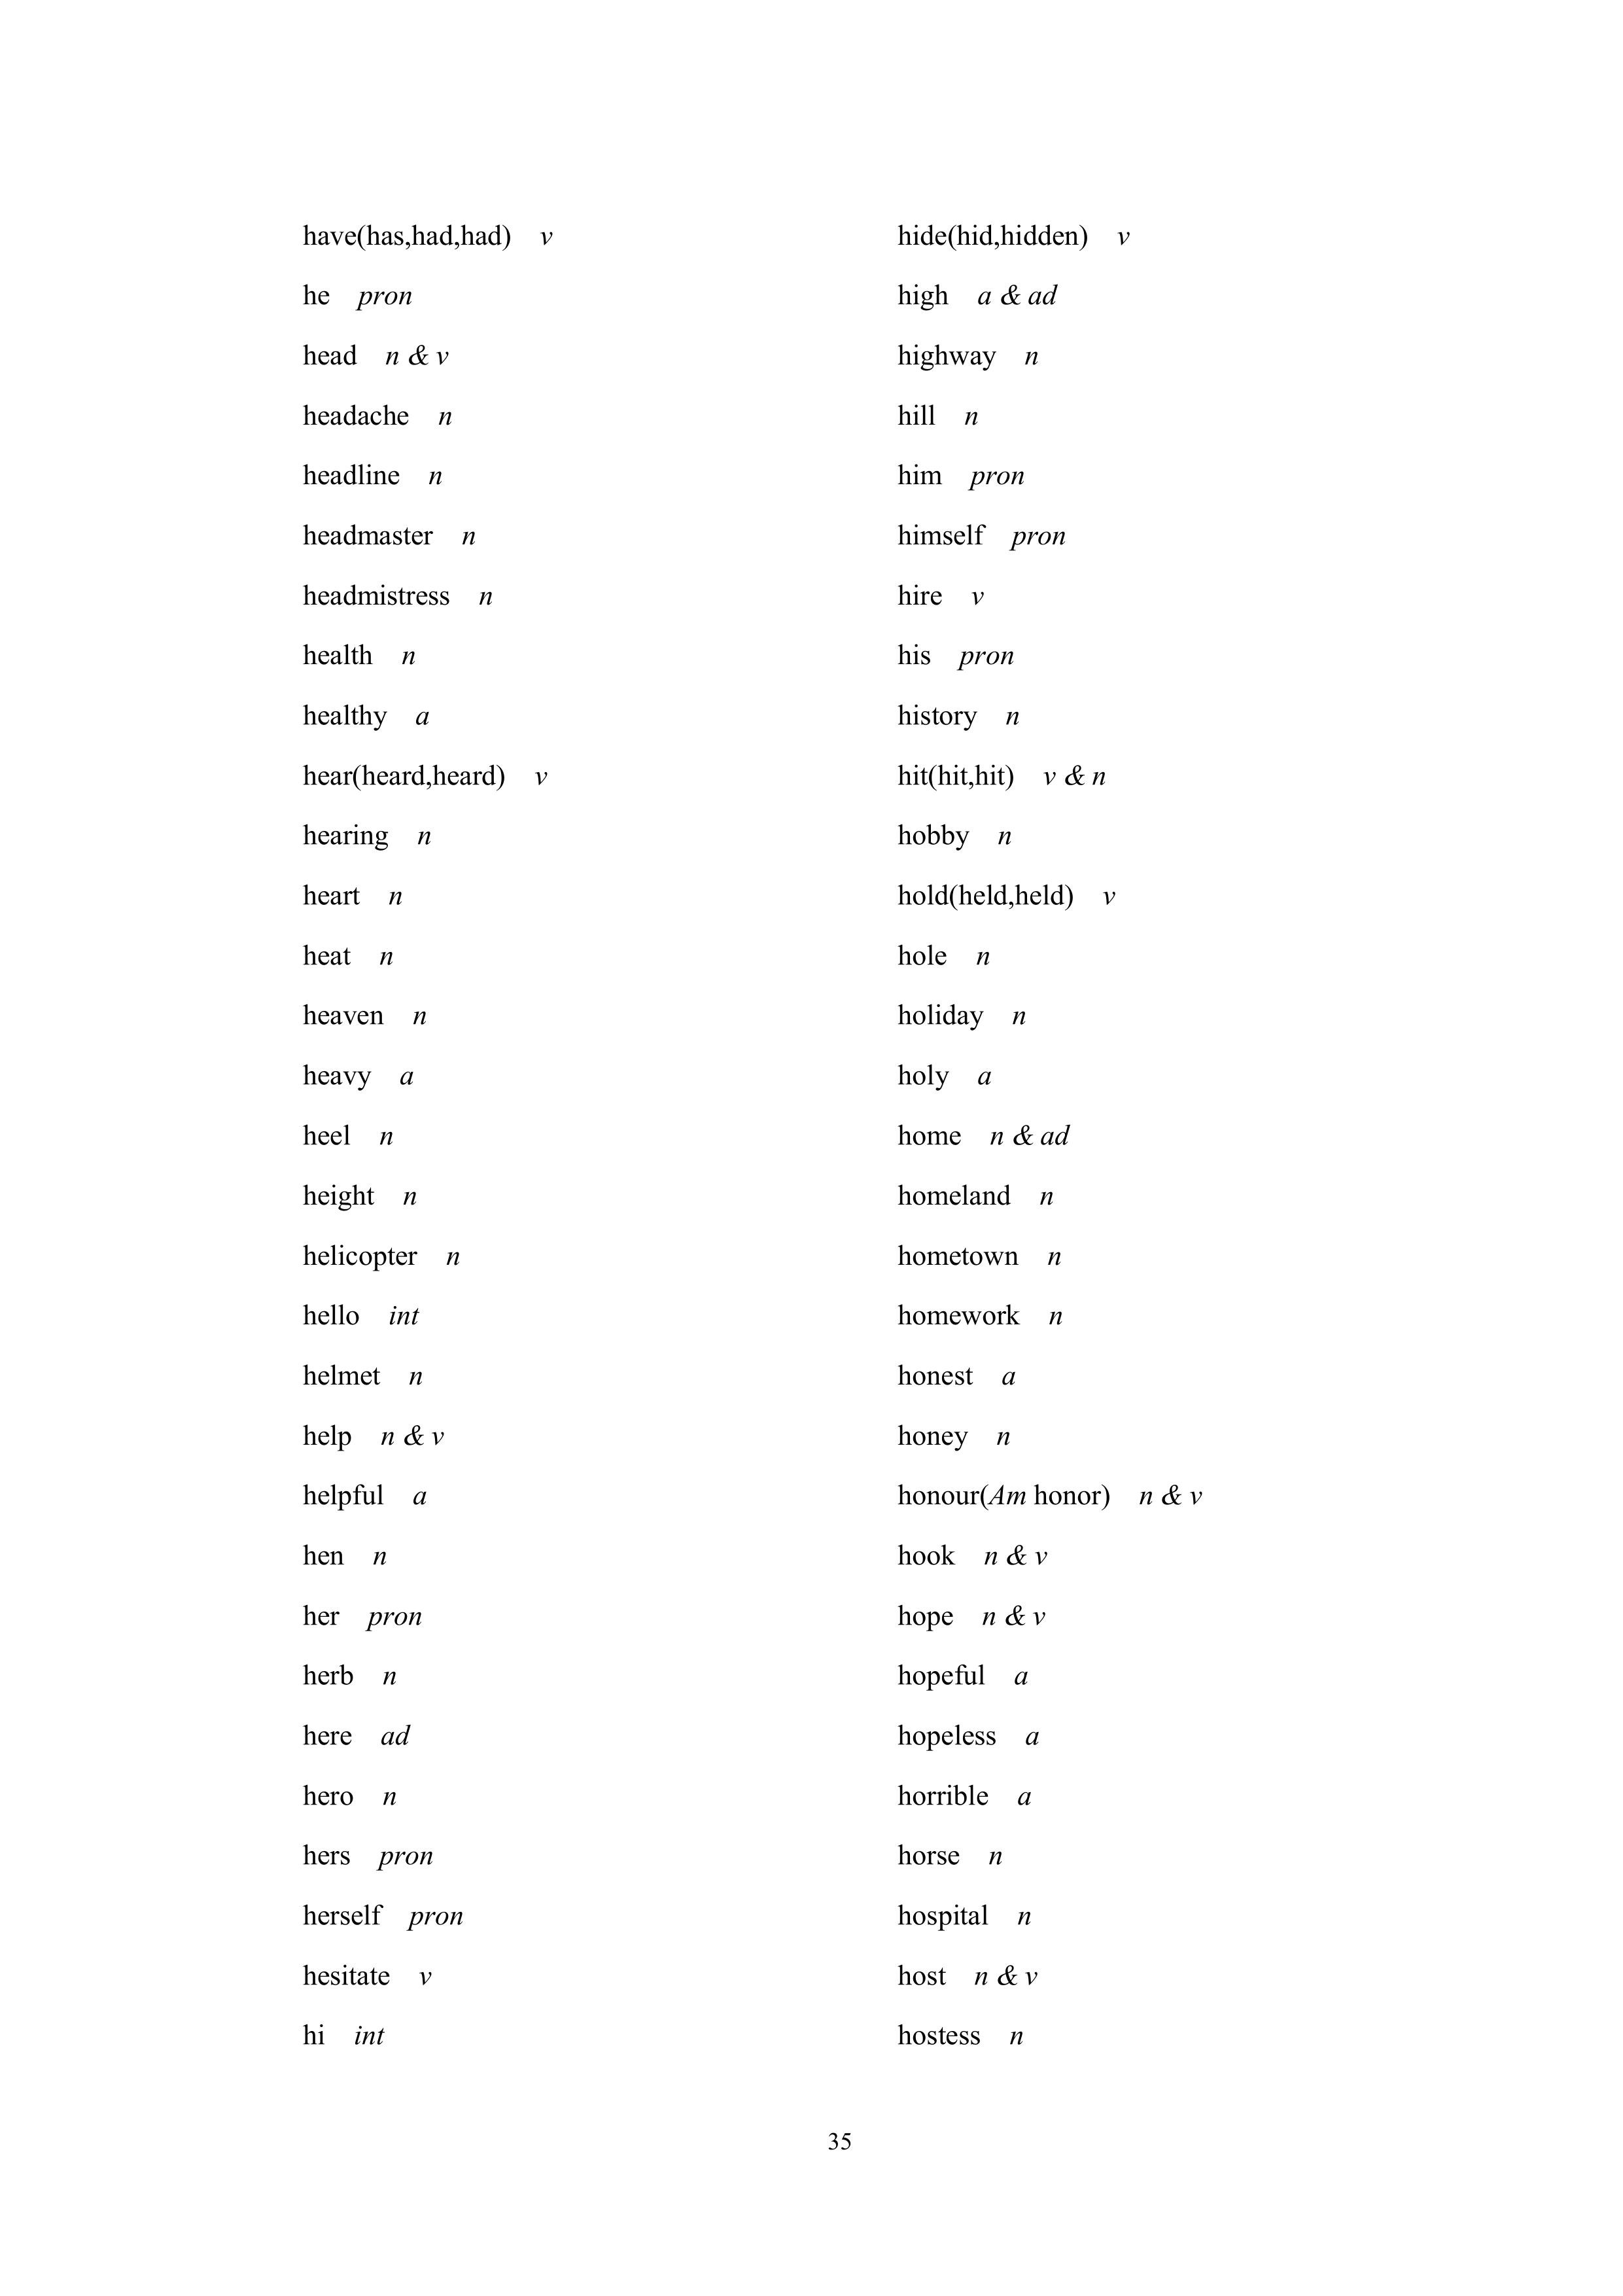 have(has,had,had) v
he pron
head n & v
headache n
headline n
headmaster n
headmistress n
health n
healthy a
hear(heard,heard) v
hearing n
heart n
heat n
heaven n
heavy a
heel n
height n
helicopter n
hello int
helmet n
help n & v
helpful a
hen n
her pron
herb n
here ad
hero n
hers pron
herself pron
hesitate v
hi int
hide(hid,hidden) v
high a & ad
highway n
hill n
him pron
himself pron
hire v
his pron
history n
hit(hit,hit) v & n
hobby n
hold(held,held) v
hole n
holiday n
holy a
home n & ad
homeland n
hometown n
homework n
honest a
honey n
honour(Am honor) n & v
hook n & v
hope n & v
hopeful a
hopeless a
horrible a
horse n
hospital n
host n & v
hostess n
35